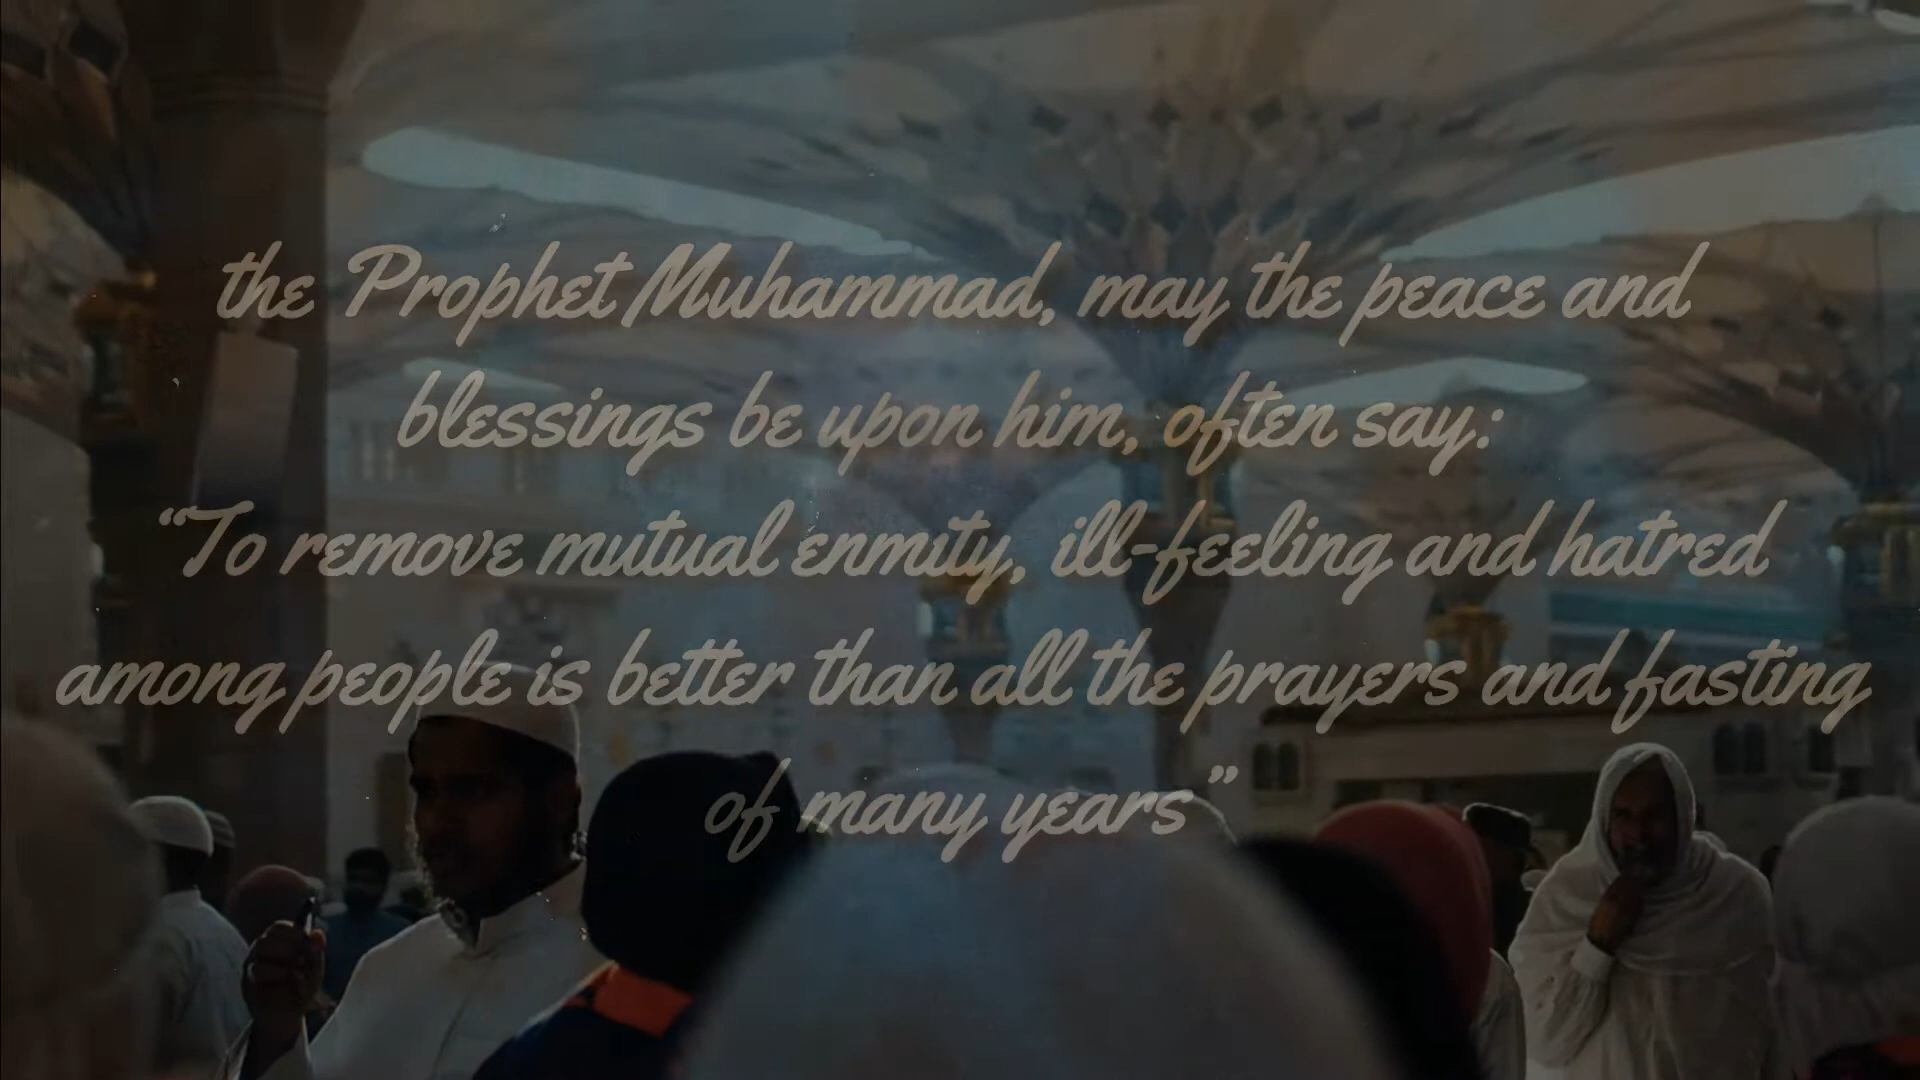 the Prophet Muhammad, may the peace and
blessings be upon him, often say:
“To remove mutual enmity, ill-feeling and hatred
among people is better than all the prayers and fasting
of many years”